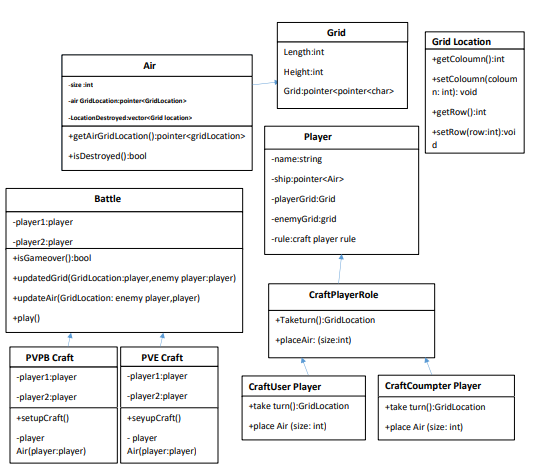 Grid
Length:int
Height:int
Grid:pointer<pointer<char>
Grid Location
+getColoumn():int
+setColoumn(coloum
n: int): void
+getRow():int
+setRow(row:int):voi
d
Air
-size :int
-air GridLocation:pointer<GridLocation>
-LocationDestroyed:vector<Grid location>
+getAirGridLocation():pointer<gridLocation>
+isDestroyed():bool
Player
-name:string
-ship:pointer<Air>
-playerGrid:Grid
-enemyGrid:grid
-rule:craft player rule
Battle
-player1:player
-player2:player
+isGameover():bool
+updatedGrid(GridLocation:player,enemy player:player)
+updateAir(GridLocation: enemy player,player)
+play()
CraftPlayerRole
+Taketurn():GridLocation
+placeAir: (size:int)
PVPB Craft
-player1:player
-player2:player
+setupCraft()
-player
Air(player:player)
PVE Craft
-player1:player
-player2:player
+seyupCraft()
- player
Air(player:player)
CraftUser Player
+take turn():GridLocation
+place Air (size: int)
CraftCoumpter Player
+take turn():GridLocation
+place Air (size: int)